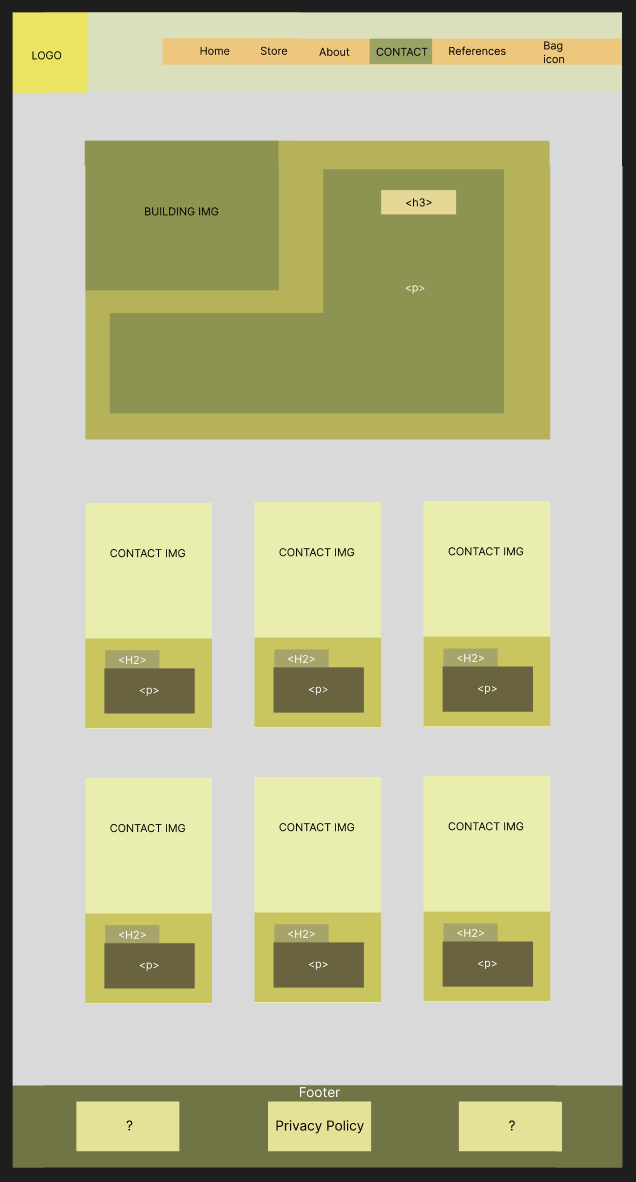 LOGO
Home Store About CONTACT References Bag
icon
BUILDING IMG
<h3>
<p>
CONTACT IMG CONTACT IMG CONTACT IMG
<H2> <H2> <H2>
<p> <p> <p>
CONTACT IMG CONTACT IMG CONTACT IMG
<H2> <H2> <H2>
<p> <p> <p>
Footer
? Privacy Policy ?